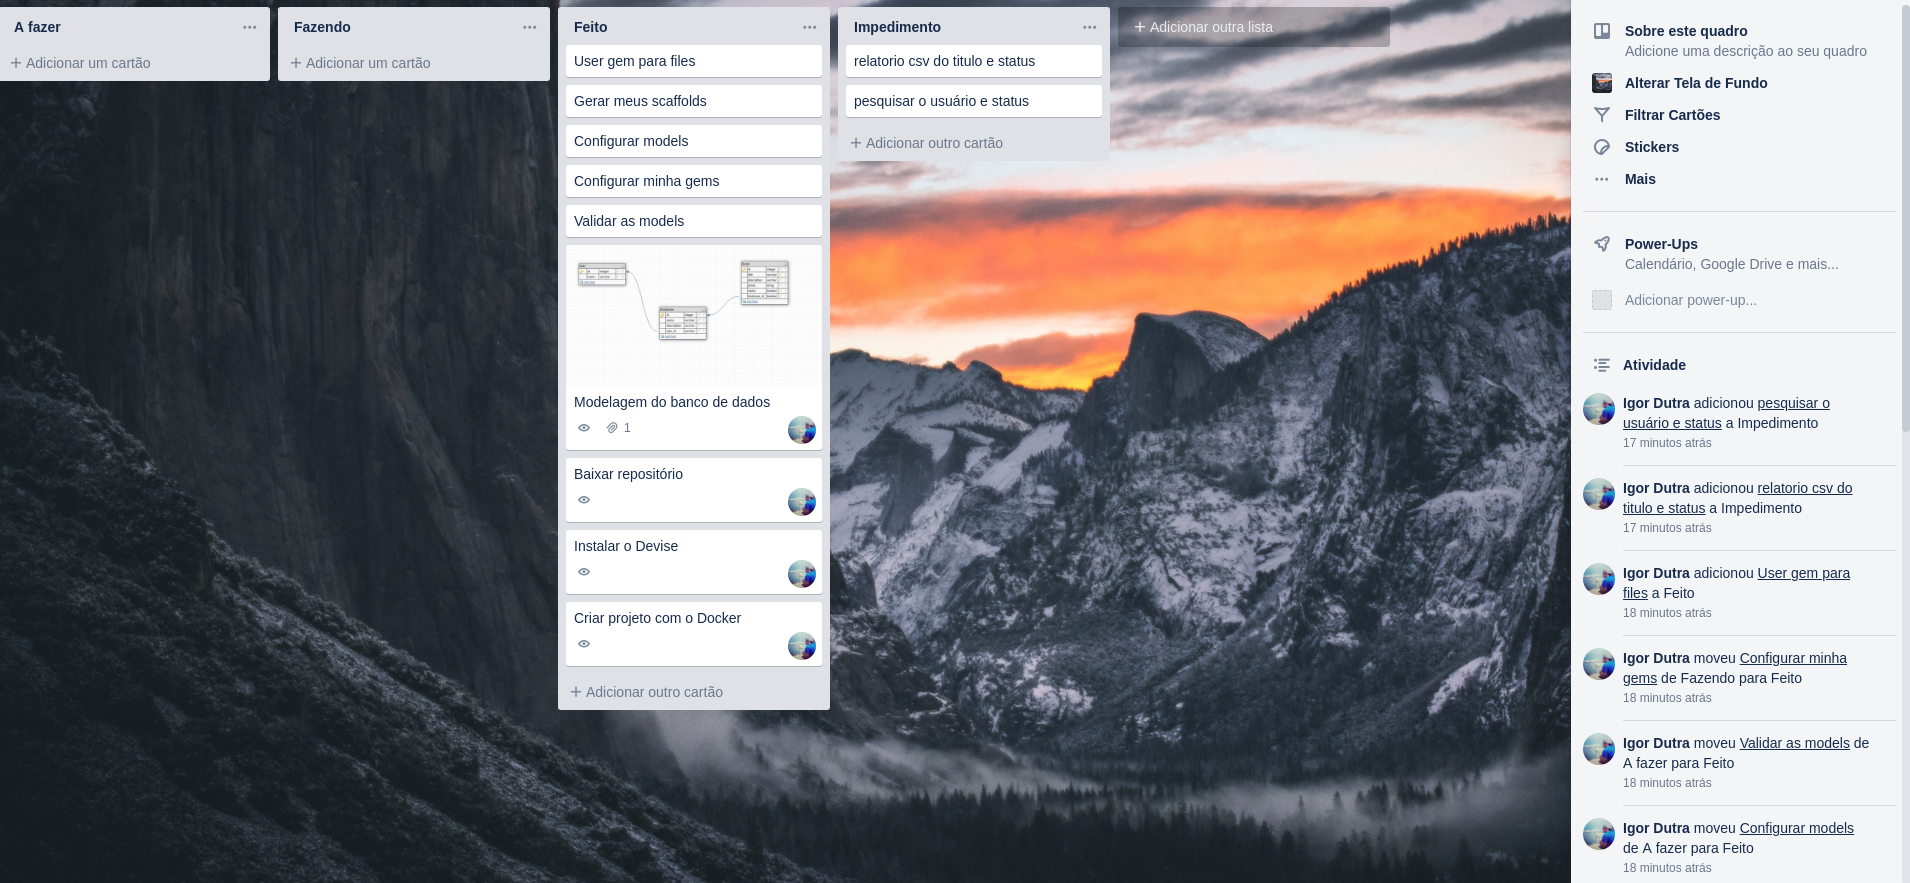 A fazer
Adicionar um cartão
Fazendo
Adicionar um cartão
Feito
User gem para files
Gerar meus scaffolds
Configurar models
Configurar minha gems
Validar as models
Modelagem do banco de dados
1
Baixar repositório
Instalar o Devise
Criar projeto com o Docker
Adicionar outro cartão
Impedimento
relatorio csv do titulo e status
pesquisar o usuário e status
Adicionar outro cartão
Adicionar outra lista
Sobre este quadro
Adicione uma descrição ao seu quadro
Alterar Tela de Fundo
Filtrar Cartões
Stickers
Mais
Power-Ups
Calendário, Google Drive e mais...
Adicionar power-up...
Atividade
Igor Dutra adicionou pesquisar o
usuário e status a Impedimento
17 minutos atrás
Igor Dutra adicionou relatorio csv do
titulo e status a Impedimento
17 minutos atrás
Igor Dutra adicionou User gem para
files a Feito
18 minutos atrás
Igor Dutra moveu Configurar minha
gems de Fazendo para Feito
18 minutos atrás
Igor Dutra moveu Validar as models de
A fazer para Feito
18 minutos atrás
Igor Dutra moveu Configurar models
de A fazer para Feito
18 minutos atrás